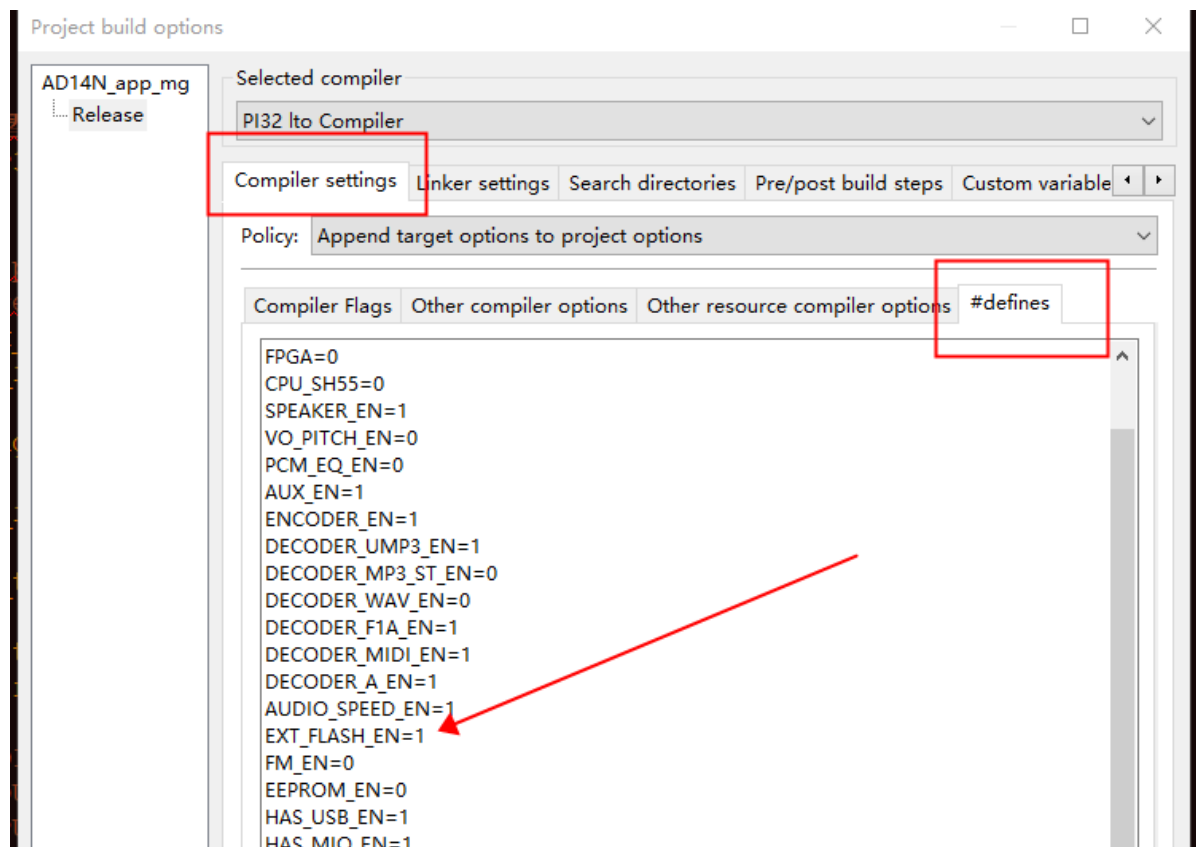 Project build options
AD14N_app_mg
Release
Selected compiler
PI32 lto Compiler
Compiler settings Linker settings Search directories Pre/post build steps Custom variable
Policy: Append target options to project options
Compiler Flags Other compiler options Other resource compiler options #defines
FPGA=0
CPU_SH55=0
SPEAKER_EN=1
VO_PITCH_EN=0
PCM_EQ_EN=0
AUX_EN=1
ENCODER_EN=1
DECODER_UMP3_EN=1
DECODER_MP3_ST_EN=0
DECODER_WAV_EN=0
DECODER_F1A_EN=1
DECODER_MIDI_EN=1
DECODER_A_EN=1
AUDIO_SPEED_EN=1
EXT_FLASH_EN=1
FM_EN=0
EEPROM_EN=0
HAS_USB_EN=1
HAS_MIO_EN=1